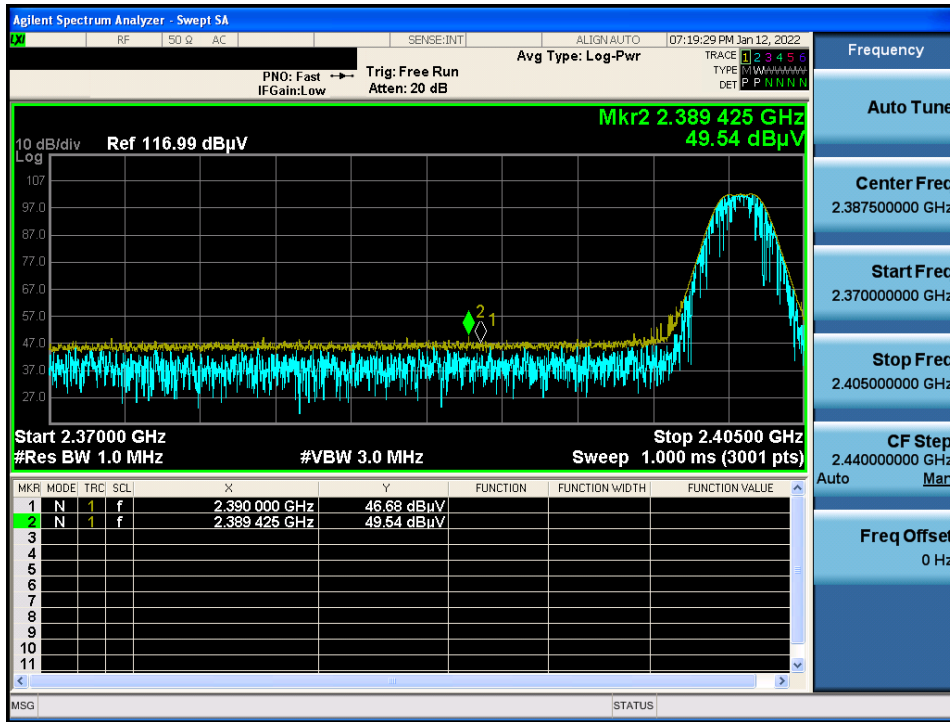 Agilent Spectrum Analyzer - Swept SA
LXI RF 50 Ω AC SENSE:INT ALIGNAUTO 07:19:29 PM Jan 12, 2022
Avg Type: Log-Pwr TRACE 1 2 3 4 5 6
PNO: Fast Trig: Free Run TYPE M WWWWW
IFGain:Low Atten: 20 dB DET P P N N N N
Mkr2 2.389 425 GHz
49.54 dBµV
10 dB/div Ref 116.99 dBµV
Log
107
97.0
87.0
77.0
67.0
57.0
47.0
37.0
27.0
2 1
Start 2.37000 GHz Stop 2.40500 GHz
#Res BW 1.0 MHz #VBW 3.0 MHz Sweep 1.000 ms (3001 pts)
MKR MODE TRC SCL X Y FUNCTION FUNCTION WIDTH FUNCTION VALUE
1 N 1 f 2.390 000 GHz 46.68 dBµV
2 N 1 f 2.389 425 GHz 49.54 dBµV
3
4
5
6
7
8
9
10
11
MSG STATUS
Frequency
Auto Tune
Center Freq
2.387500000 GHz
Start Freq
2.370000000 GHz
Stop Freq
2.405000000 GHz
CF Step
2.440000000 GHz
Auto Man
Freq Offset
0 Hz